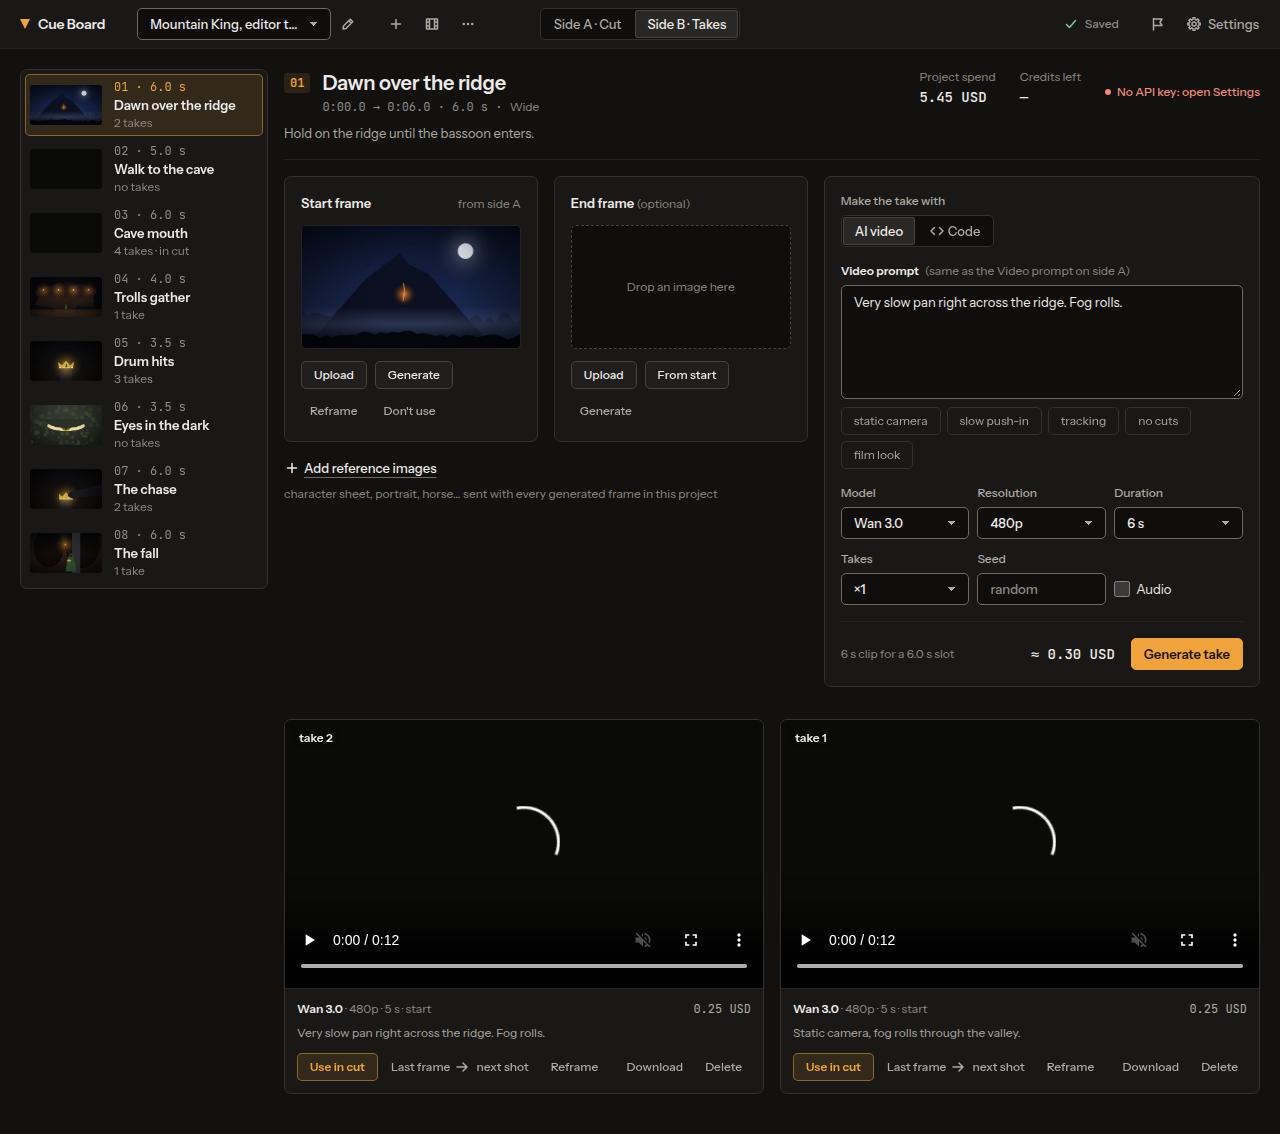 Cue Board
Mountain King, editor t...
Side A · Cut
Side B · Takes
Saved
Settings
01 · 6.0 s
Dawn over the ridge
2 takes
02 · 5.0 s
Walk to the cave
no takes
03 · 6.0 s
Cave mouth
4 takes · in cut
04 · 4.0 s
Trolls gather
1 take
05 · 3.5 s
Drum hits
3 takes
06 · 3.5 s
Eyes in the dark
no takes
07 · 6.0 s
The chase
2 takes
08 · 6.0 s
The fall
1 take
01 Dawn over the ridge
0:00.0 → 0:06.0 · 6.0 s · Wide
Hold on the ridge until the bassoon enters.
Project spend
5.45 USD
Credits left
—
No API key: open Settings
Start frame
from side A
Upload
Generate
Reframe
Don't use
End frame (optional)
Drop an image here
Upload
From start
Generate
Add reference images
character sheet, portrait, horse... sent with every generated frame in this project
Make the take with
AI video
Code
Video prompt (same as the Video prompt on side A)
Very slow pan right across the ridge. Fog rolls.
static camera
slow push-in
tracking
no cuts
film look
Model
Resolution
Duration
Wan 3.0
480p
6 s
Takes
Seed
×1
random
Audio
6 s clip for a 6.0 s slot
≈ 0.30 USD
Generate take
take 2
0:00 / 0:12
Wan 3.0 · 480p · 5 s · start
0.25 USD
Very slow pan right across the ridge. Fog rolls.
Use in cut
Last frame → next shot
Reframe
Download
Delete
take 1
0:00 / 0:12
Wan 3.0 · 480p · 5 s · start
0.25 USD
Static camera, fog rolls through the valley.
Use in cut
Last frame → next shot
Reframe
Download
Delete